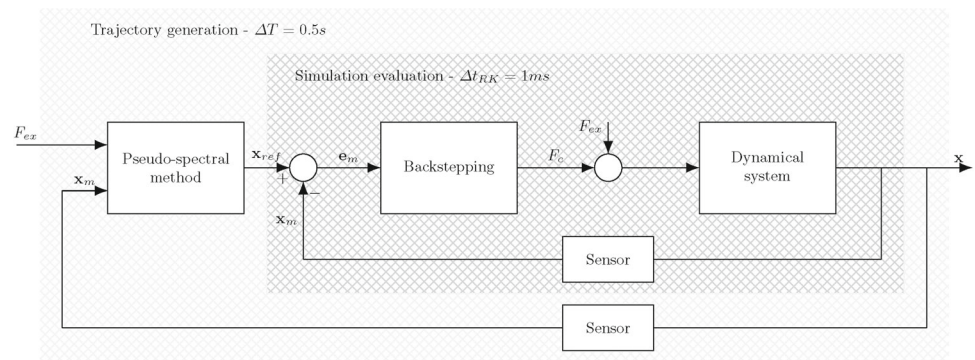 Trajectory generation - ΔT = 0.5s
Simulation evaluation - Δt_RK = 1ms
F_ex
x_m
Pseudo-spectral
method
x_ref
+
−
x_m
e_m
Backstepping
F_c
F_ex
Dynamical
system
x
Sensor
Sensor